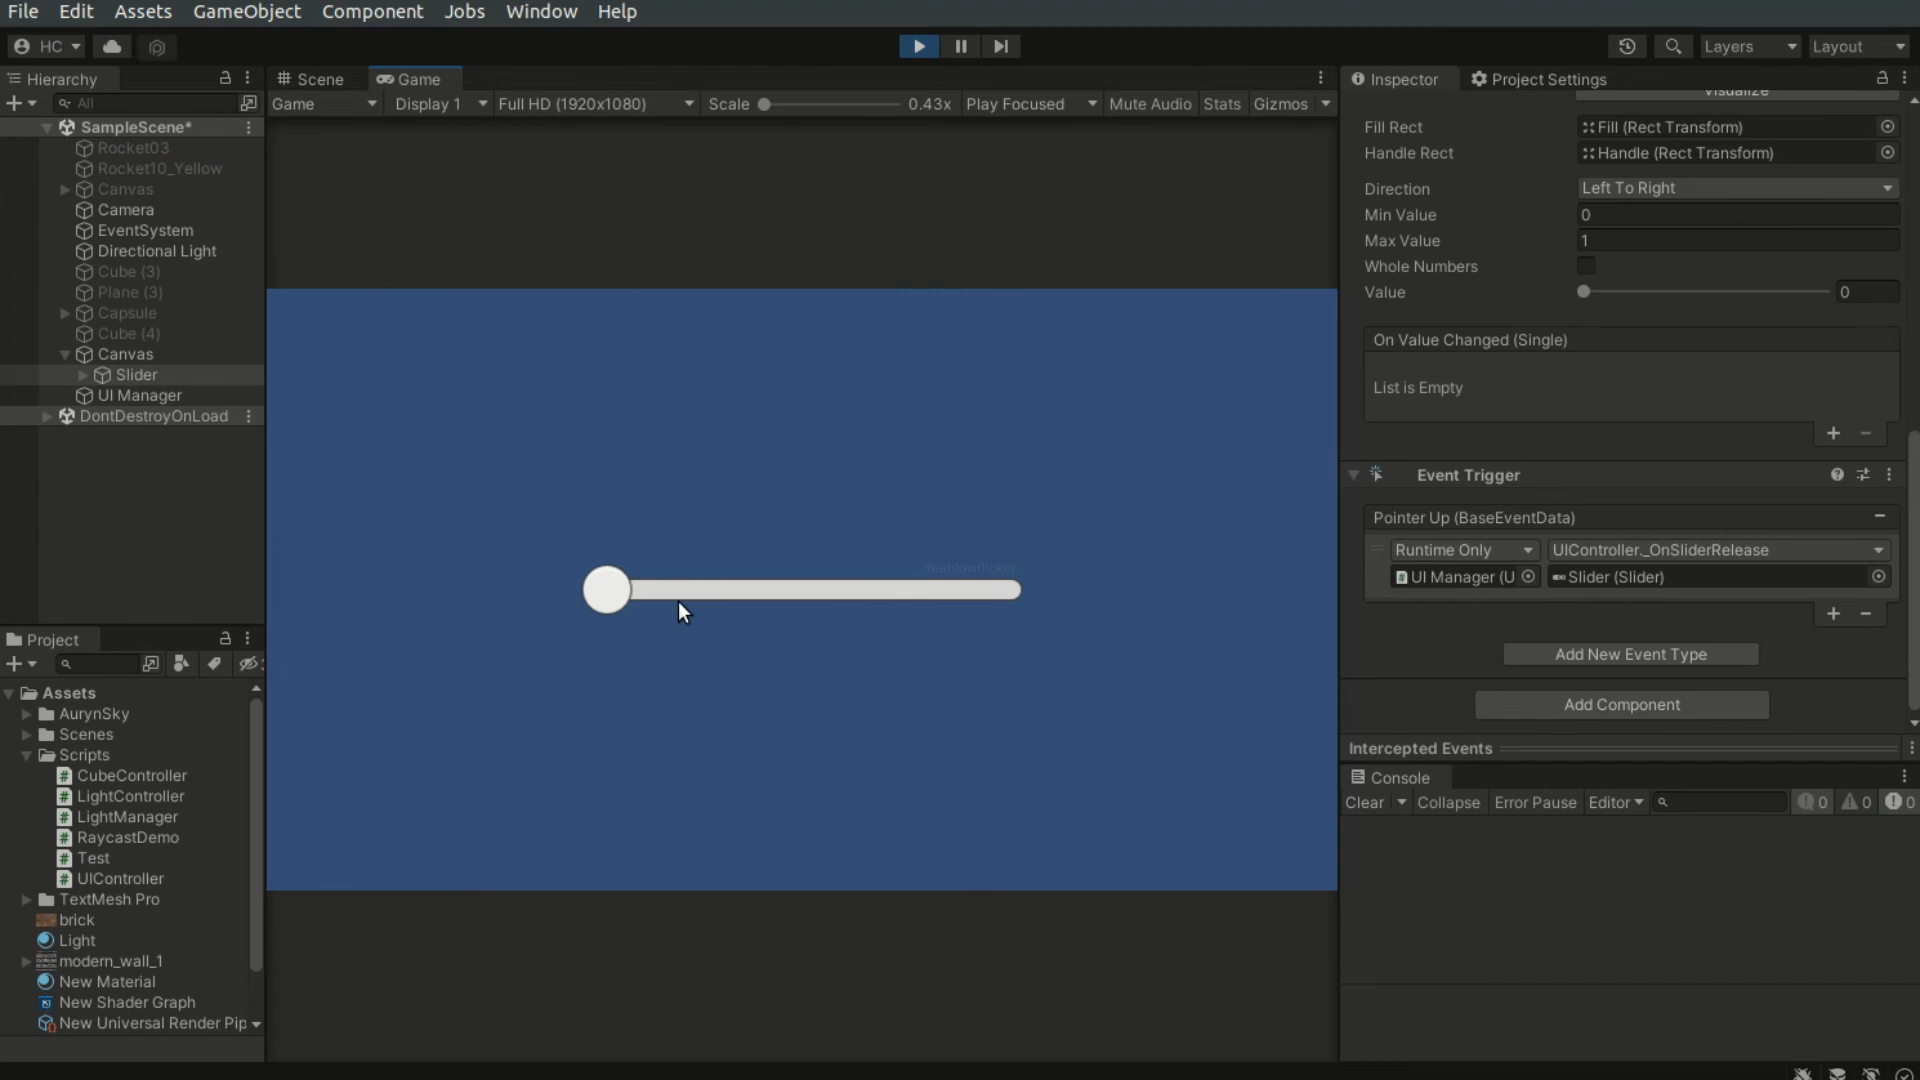 File Edit Assets GameObject Component Jobs Window Help
HC
Layers Layout
Hierarchy
All
SampleScene*
Rocket03
Rocket10_Yellow
Canvas
Camera
EventSystem
Directional Light
Cube (3)
Plane (3)
Capsule
Cube (4)
Canvas
Slider
UI Manager
DontDestroyOnLoad
Project
Assets
AurynSky
Scenes
Scripts
CubeController
LightController
LightManager
RaycastDemo
Test
UIController
TextMesh Pro
brick
Light
modern_wall_1
New Material
New Shader Graph
New Universal Render Pip
Scene Game
Game Display 1 Full HD (1920x1080) Scale 0.43x Play Focused Mute Audio Stats Gizmos
Yeahlowflicker
Inspector Project Settings
Visualize
Fill Rect Fill (Rect Transform)
Handle Rect Handle (Rect Transform)
Direction Left To Right
Min Value 0
Max Value 1
Whole Numbers
Value 0
On Value Changed (Single)
List is Empty
Event Trigger
Pointer Up (BaseEventData)
Runtime Only UIController._OnSliderRelease
UI Manager (U Slider (Slider)
Add New Event Type
Add Component
Intercepted Events
Console
Clear Collapse Error Pause Editor 0 0 0